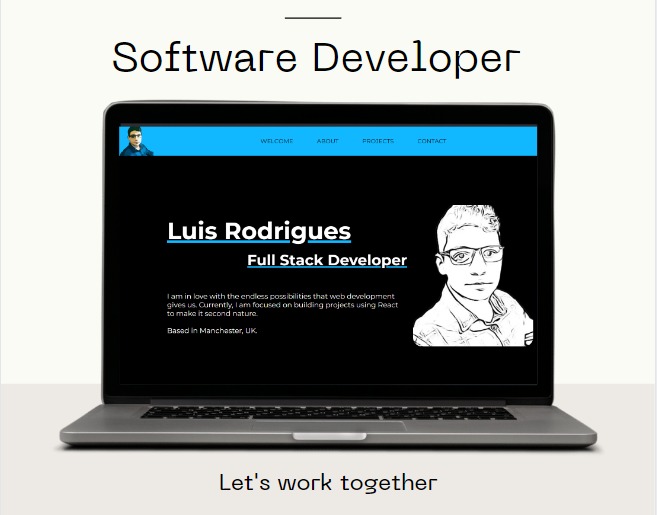 Software Developer
WELCOME ABOUT PROJECTS CONTACT
Luis Rodrigues
Full Stack Developer
I am in love with the endless possibilities that web development
gives us. Currently, I am focused on building projects using React
to make it second nature.
Based in Manchester, UK.
Let's work together